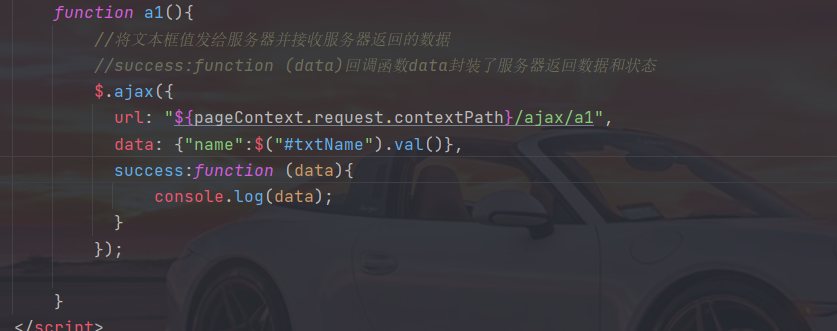 function a1(){
//将文本框值发给服务器并接收服务器返回的数据
//success:function (data)回调函数data封装了服务器返回数据和状态
$.ajax({
url: "${pageContext.request.contextPath}/ajax/a1",
data: {"name":$("#txtName").val()},
success:function (data){
console.log(data);
}
});
}
</script>